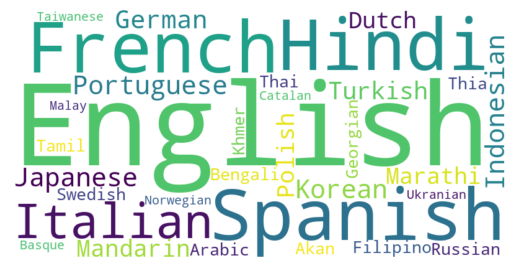 Taiwanese
German
Dutch
French
Hindi
Portuguese
Thai
Turkish
Thia
Indonesian
Catalan
English
Malay
Khmer
Georgian
Polish
Tamil
Bengali
Marathi
Japanese
Swedish
Norwegian
Korean
Ukranian
Italian
Spanish
Basque
Mandarin
Arabic
Akan
Filipino
Russian